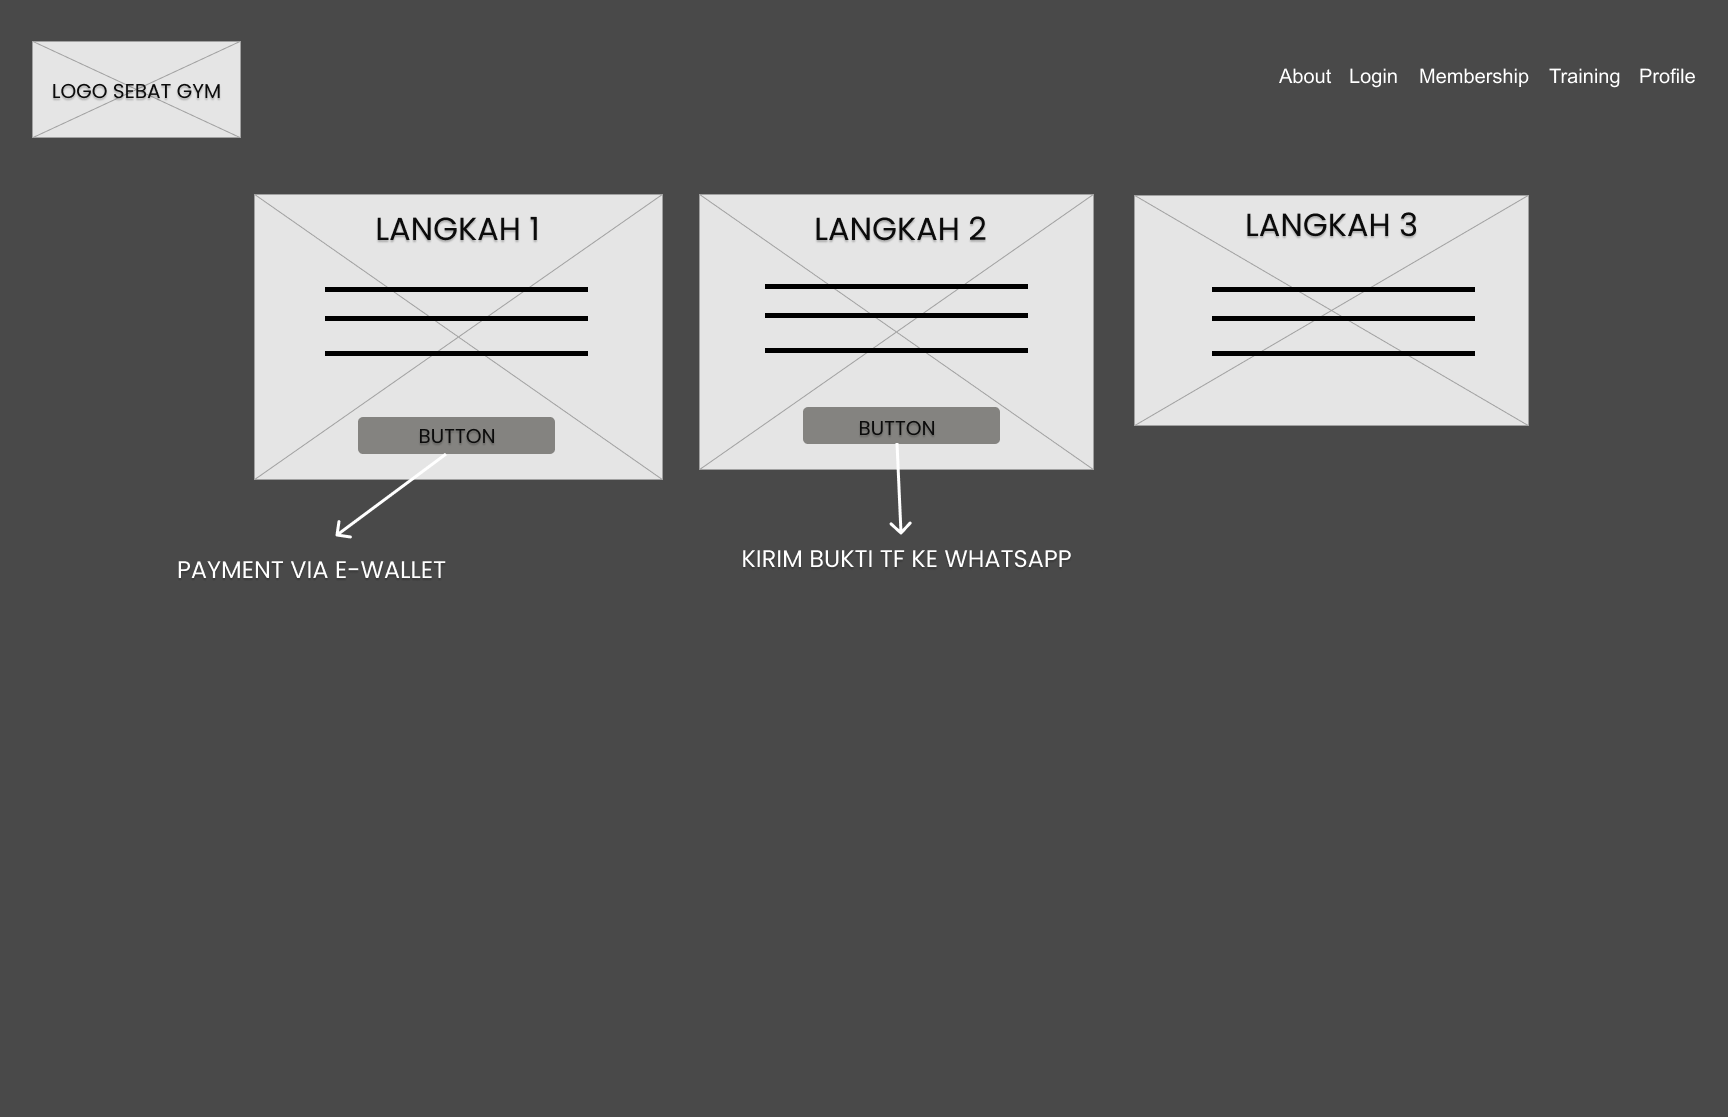 LOGO SEBAT GYM
About Login Membership Training Profile
LANGKAH 1
BUTTON
PAYMENT VIA E-WALLET
LANGKAH 2
BUTTON
KIRIM BUKTI TF KE WHATSAPP
LANGKAH 3